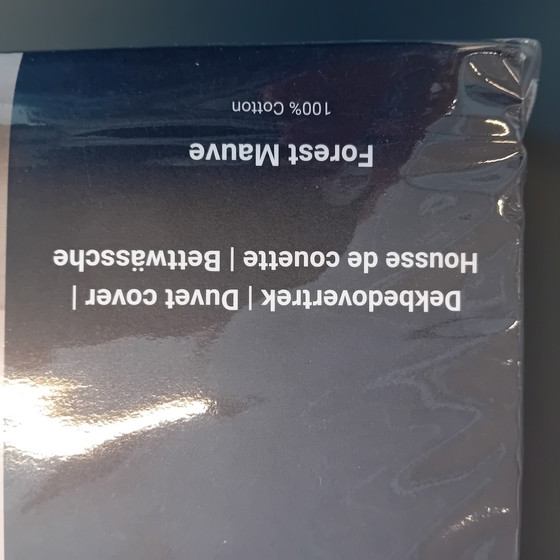 Dekbedovertrek | Duvet cover |
Housse de couette | Bettwässche
Forest Mauve
100% Cotton